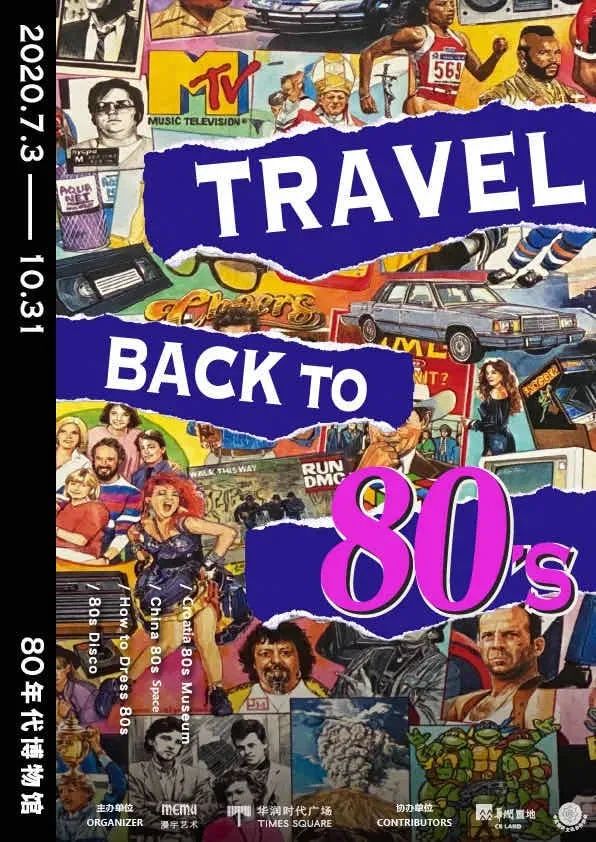 2020.7.3 — 10.31
80年代博物馆
MTV
MUSIC TELEVISION®
569
AQUA
NET
TRAVEL
Cheers
BACK TO
WALK THIS WAY
RUN
DMC
80's
/ Croatia 80s Museum
/ China 80s Space
/ How to Dress 80s
/ 80s Disco
主办单位
ORGANIZER
MEMU
漫宇艺术
华润时代广场
TIMES SQUARE
协办单位
CONTRIBUTORS
华润置地
CR LAND